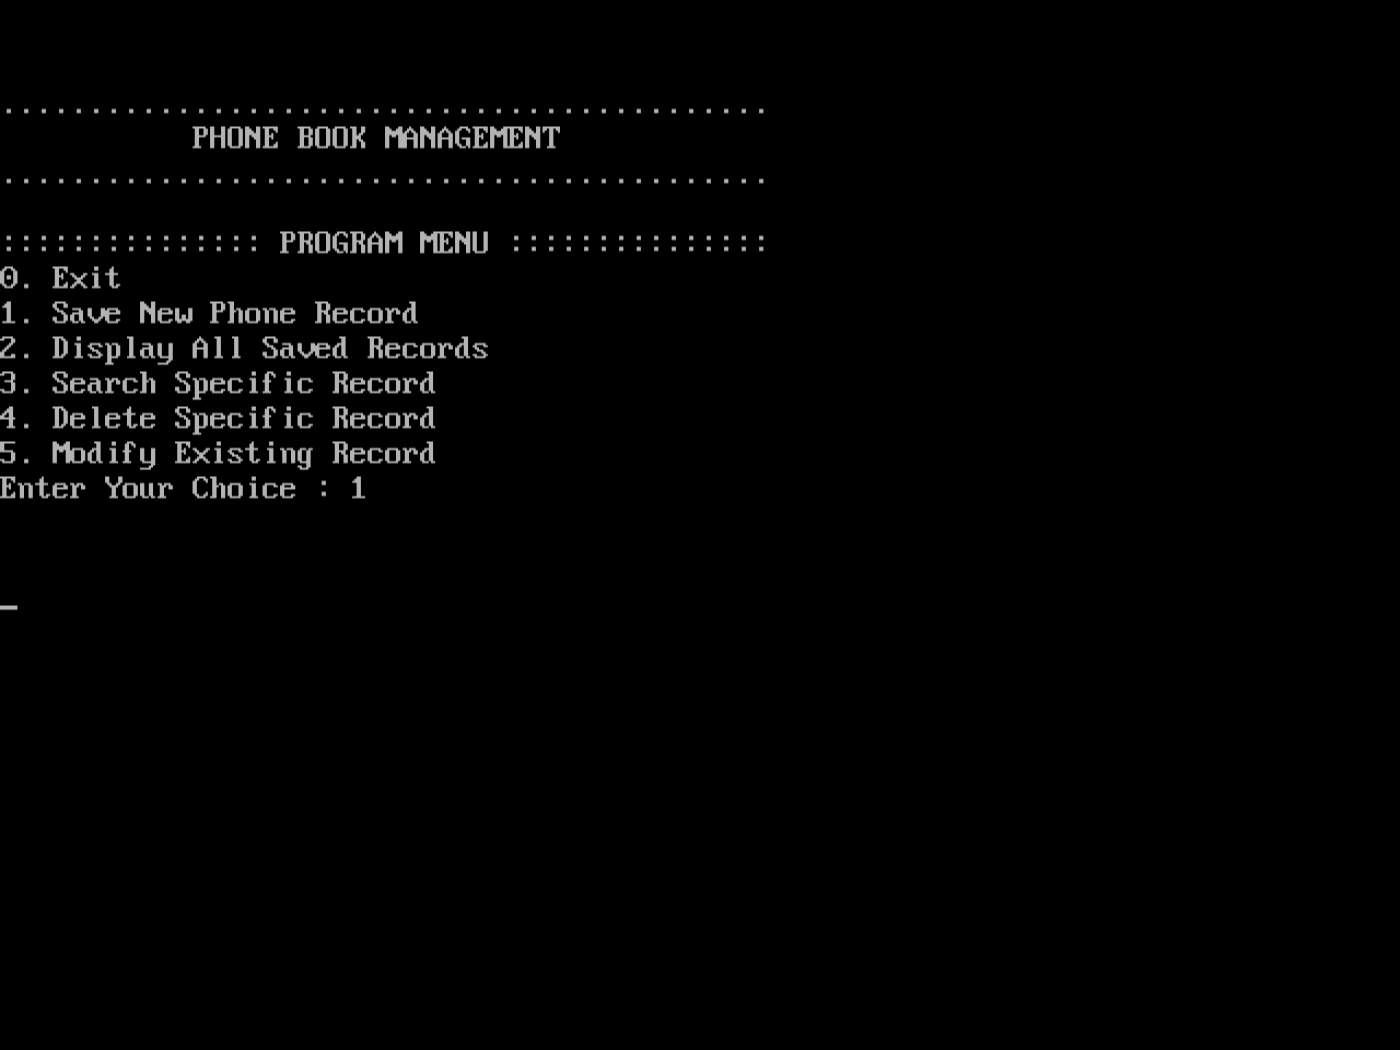 ............................................
PHONE BOOK MANAGEMENT
............................................
::::::::::::::: PROGRAM MENU :::::::::::::::
0. Exit
1. Save New Phone Record
2. Display All Saved Records
3. Search Specific Record
4. Delete Specific Record
5. Modify Existing Record
Enter Your Choice : 1
_